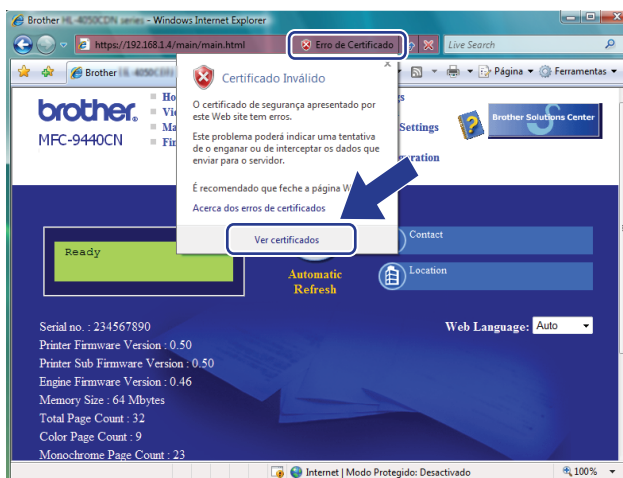 Brother HL-4050CDN series - Windows Internet Explorer
https://192.168.1.4/main/main.html
Erro de Certificado
Live Search
Brother
Página
Ferramentas
Certificado Inválido
O certificado de segurança apresentado por
este Web site tem erros.
Este problema poderá indicar uma tentativa
de o enganar ou de interceptar os dados que
enviar para o servidor.
É recomendado que feche a página
Acerca dos erros de certificados
Ver certificados
brother.
MFC-9440CN
Settings
Brother Solutions Center
Ready
Automatic
Refresh
Contact
Location
Serial no. : 234567890
Web Language: Auto
Printer Firmware Version : 0.50
Printer Sub Firmware Version : 0.50
Engine Firmware Version : 0.46
Memory Size : 64 Mbytes
Total Page Count : 32
Color Page Count : 9
Monochrome Page Count : 23
Internet | Modo Protegido: Desactivado
100%